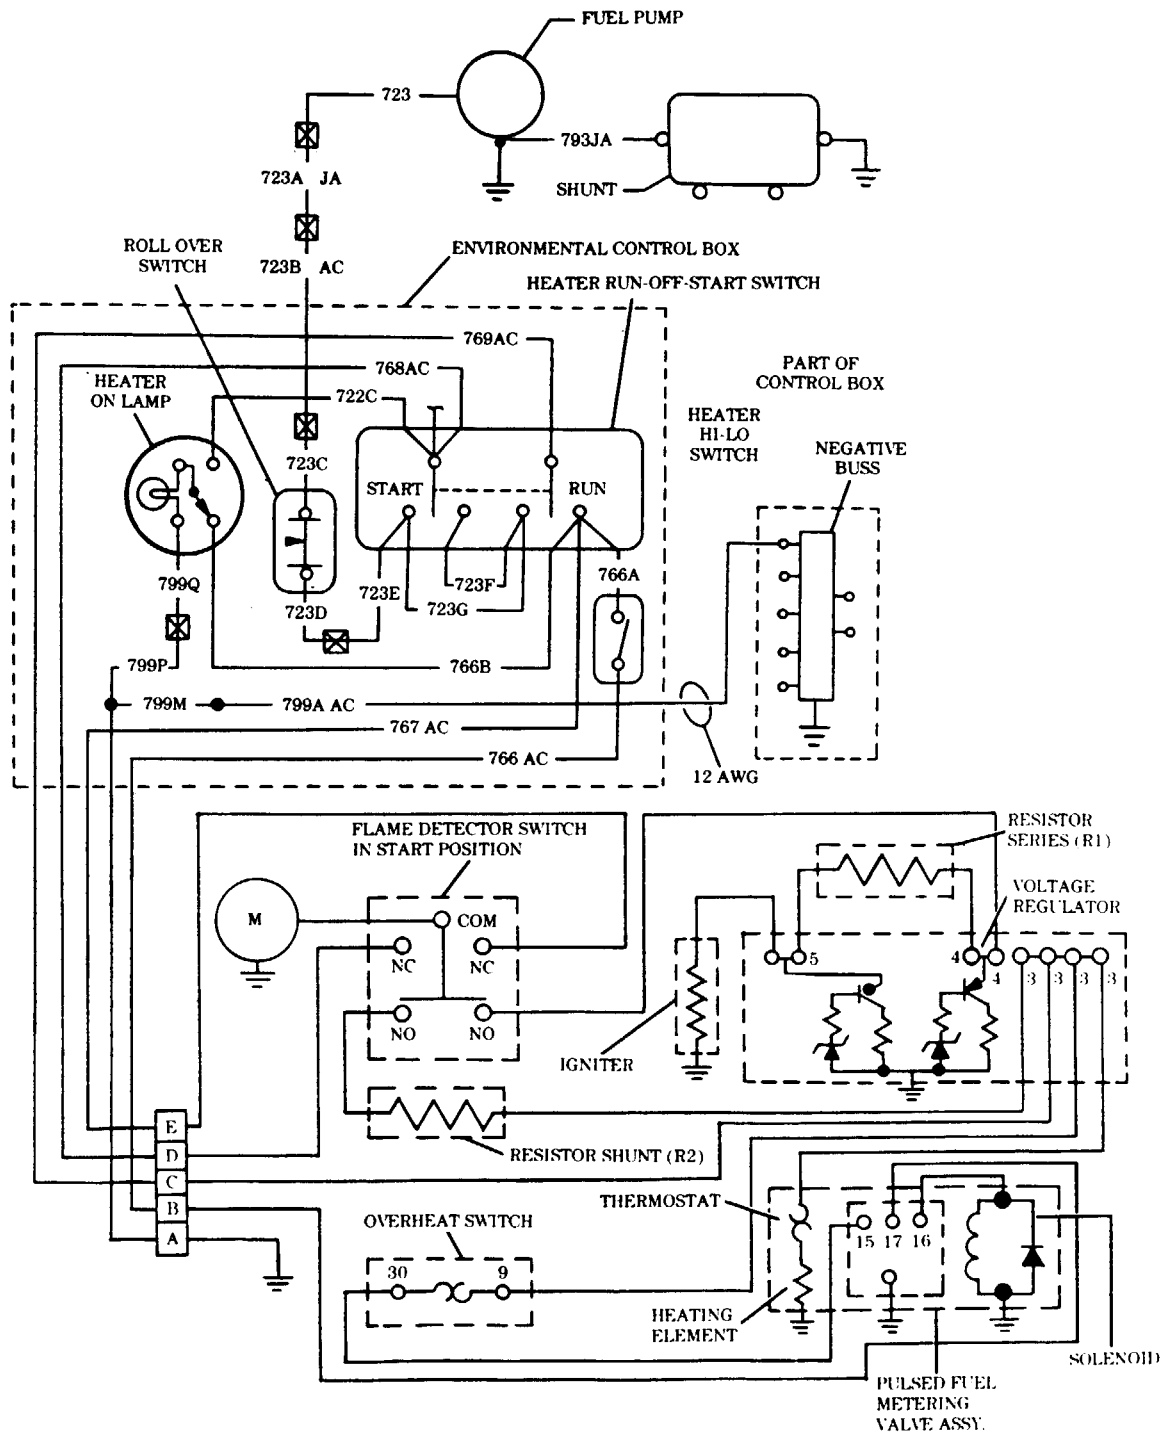 FUEL PUMP
723
793JA
723A JA
SHUNT
ROLL OVER
SWITCH
ENVIRONMENTAL CONTROL BOX
723B AC
HEATER RUN-OFF-START SWITCH
769AC
PART OF
CONTROL BOX
768AC
HEATER
ON LAMP
722C
HEATER
HI-LO
SWITCH
NEGATIVE
BUSS
723C
START
RUN
799Q
766A
723E
723F
723D
723G
799P
766B
799M
799A AC
767 AC
766 AC
12 AWG
FLAME DETECTOR SWITCH
IN START POSITION
RESISTOR
SERIES (R1)
VOLTAGE
REGULATOR
M
COM
NC
NC
5
4
4
3
3
3
3
NO
NO
IGNITER
E
D
C
B
A
RESISTOR SHUNT (R2)
THERMOSTAT
OVERHEAT SWITCH
15
17
16
30
9
HEATING
ELEMENT
SOLENOID
PULSED FUEL
METERING
VALVE ASSY.